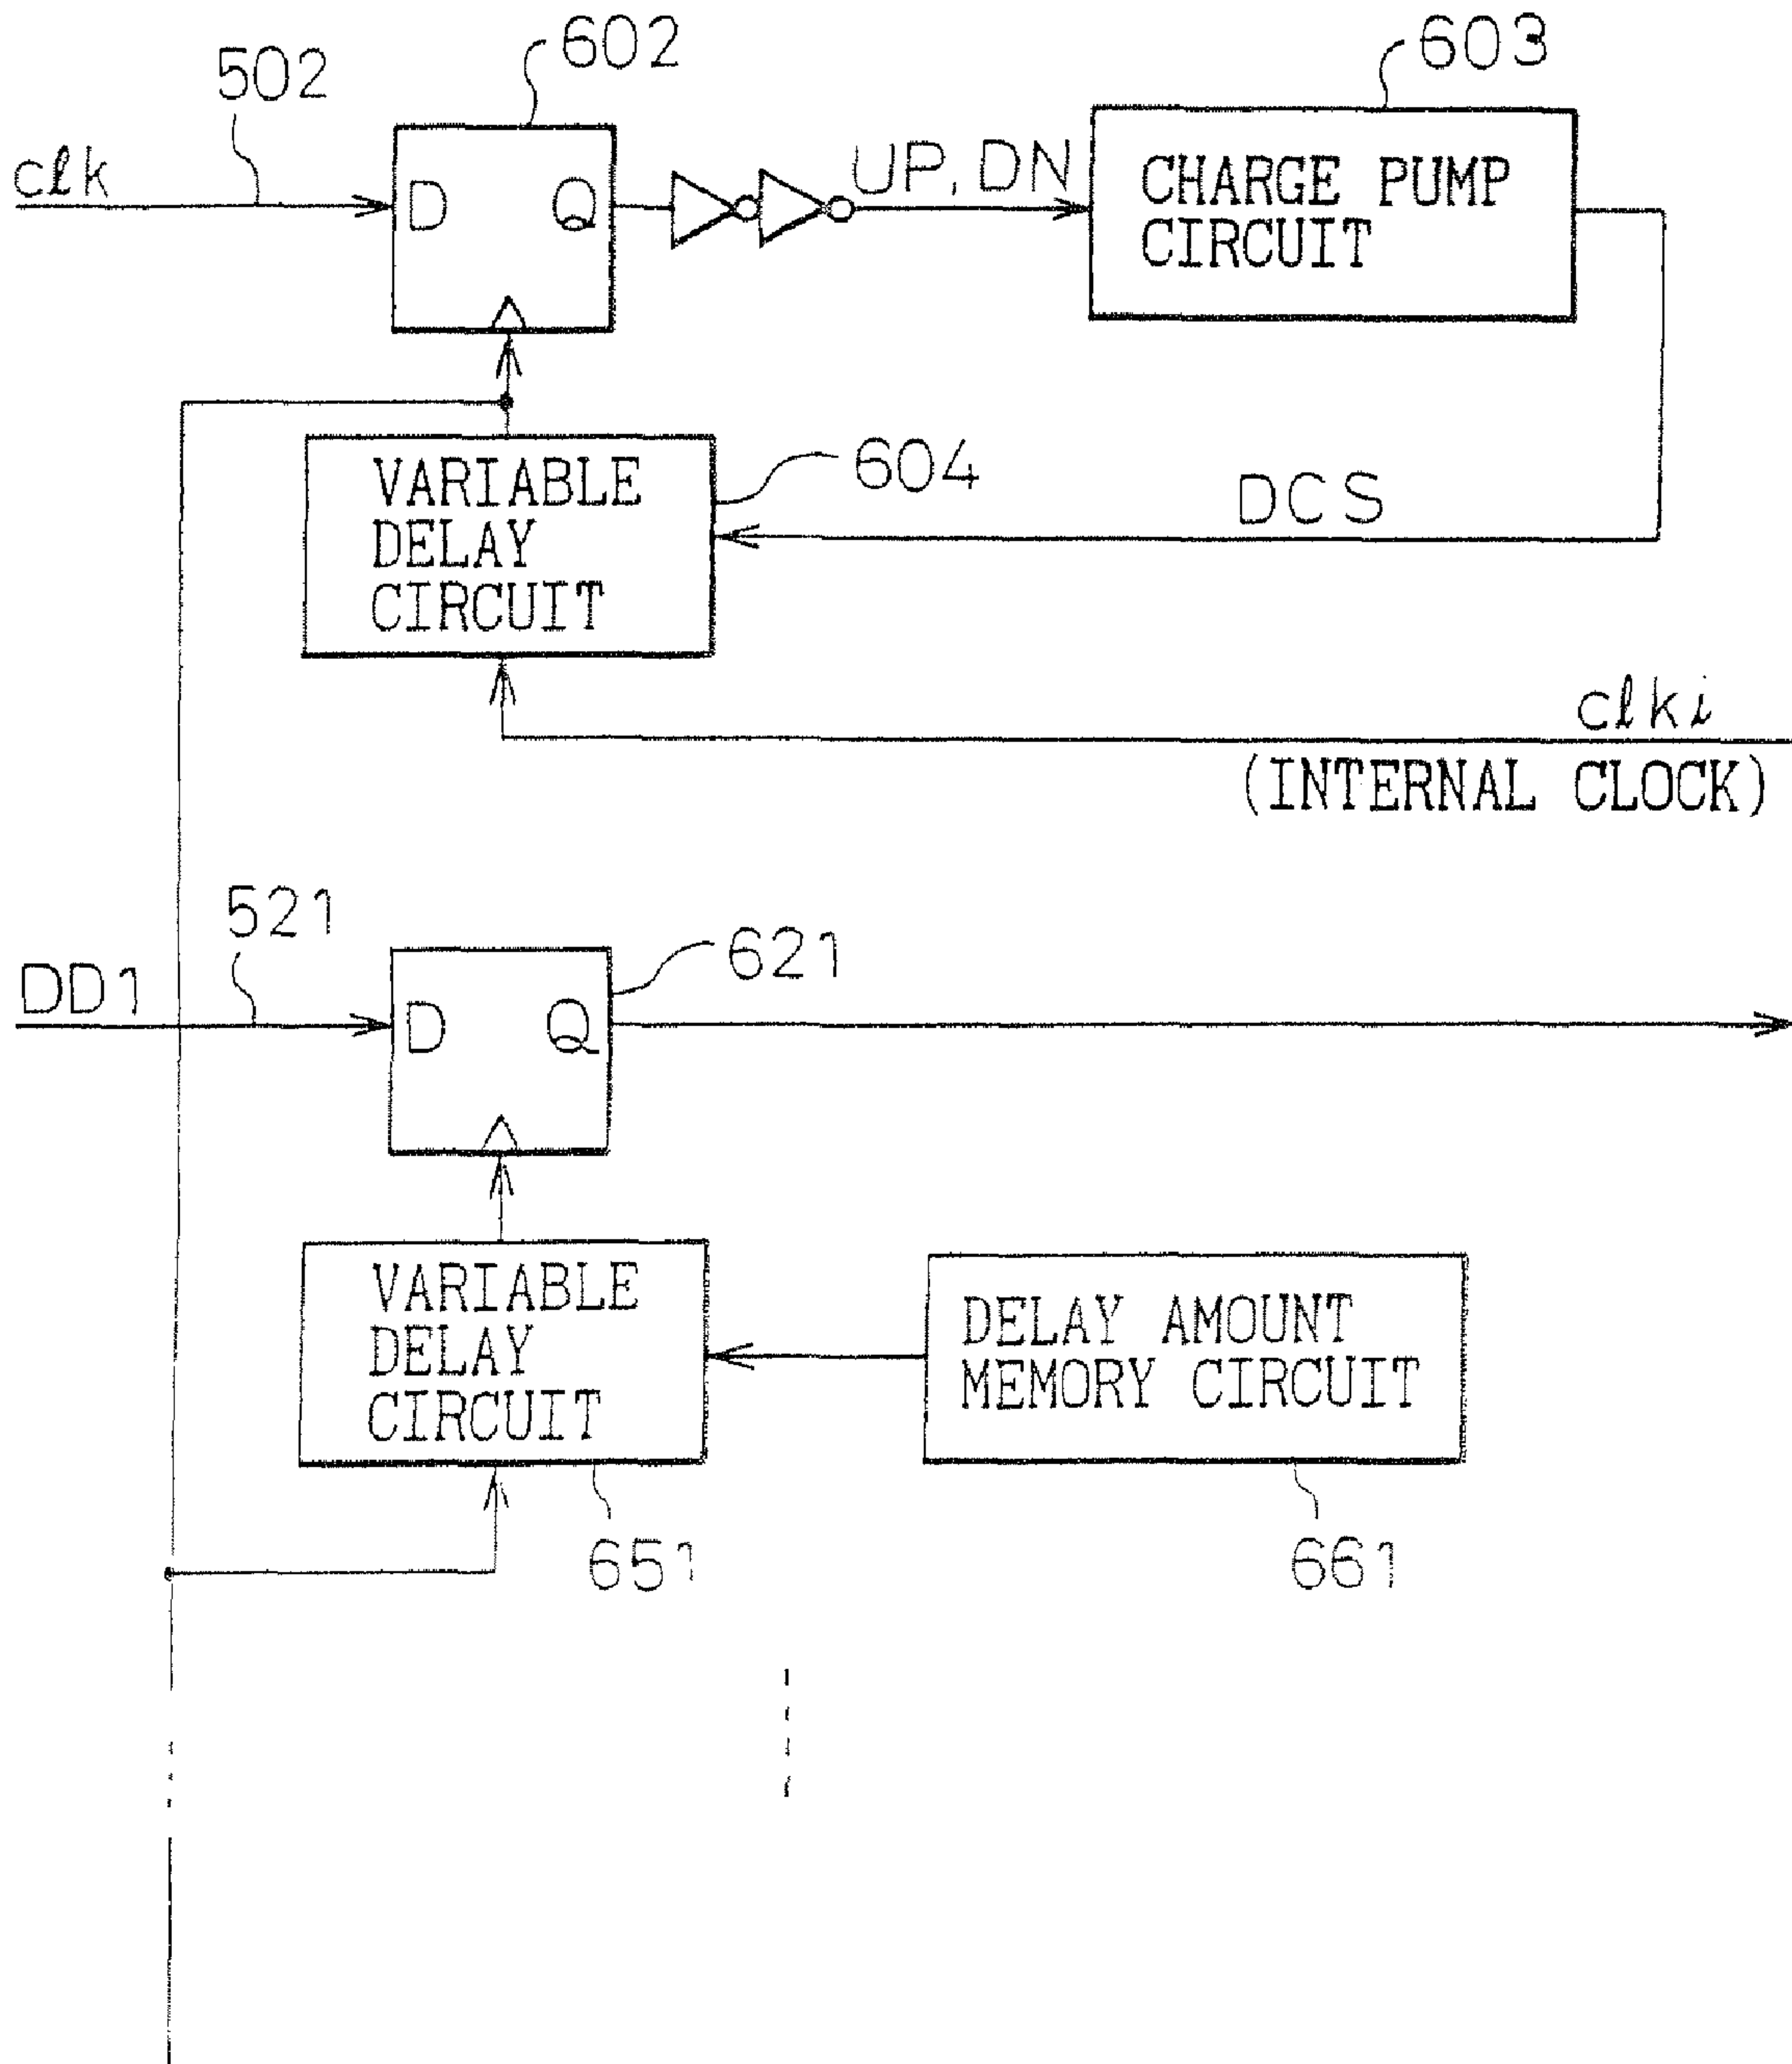 602
603
502
clk
D Q
UP, DN
CHARGE PUMP
CIRCUIT
VARIABLE
DELAY
CIRCUIT
604
DCS
clki
(INTERNAL CLOCK)
521
621
DD1
D Q
VARIABLE
DELAY
CIRCUIT
DELAY AMOUNT
MEMORY CIRCUIT
651
661